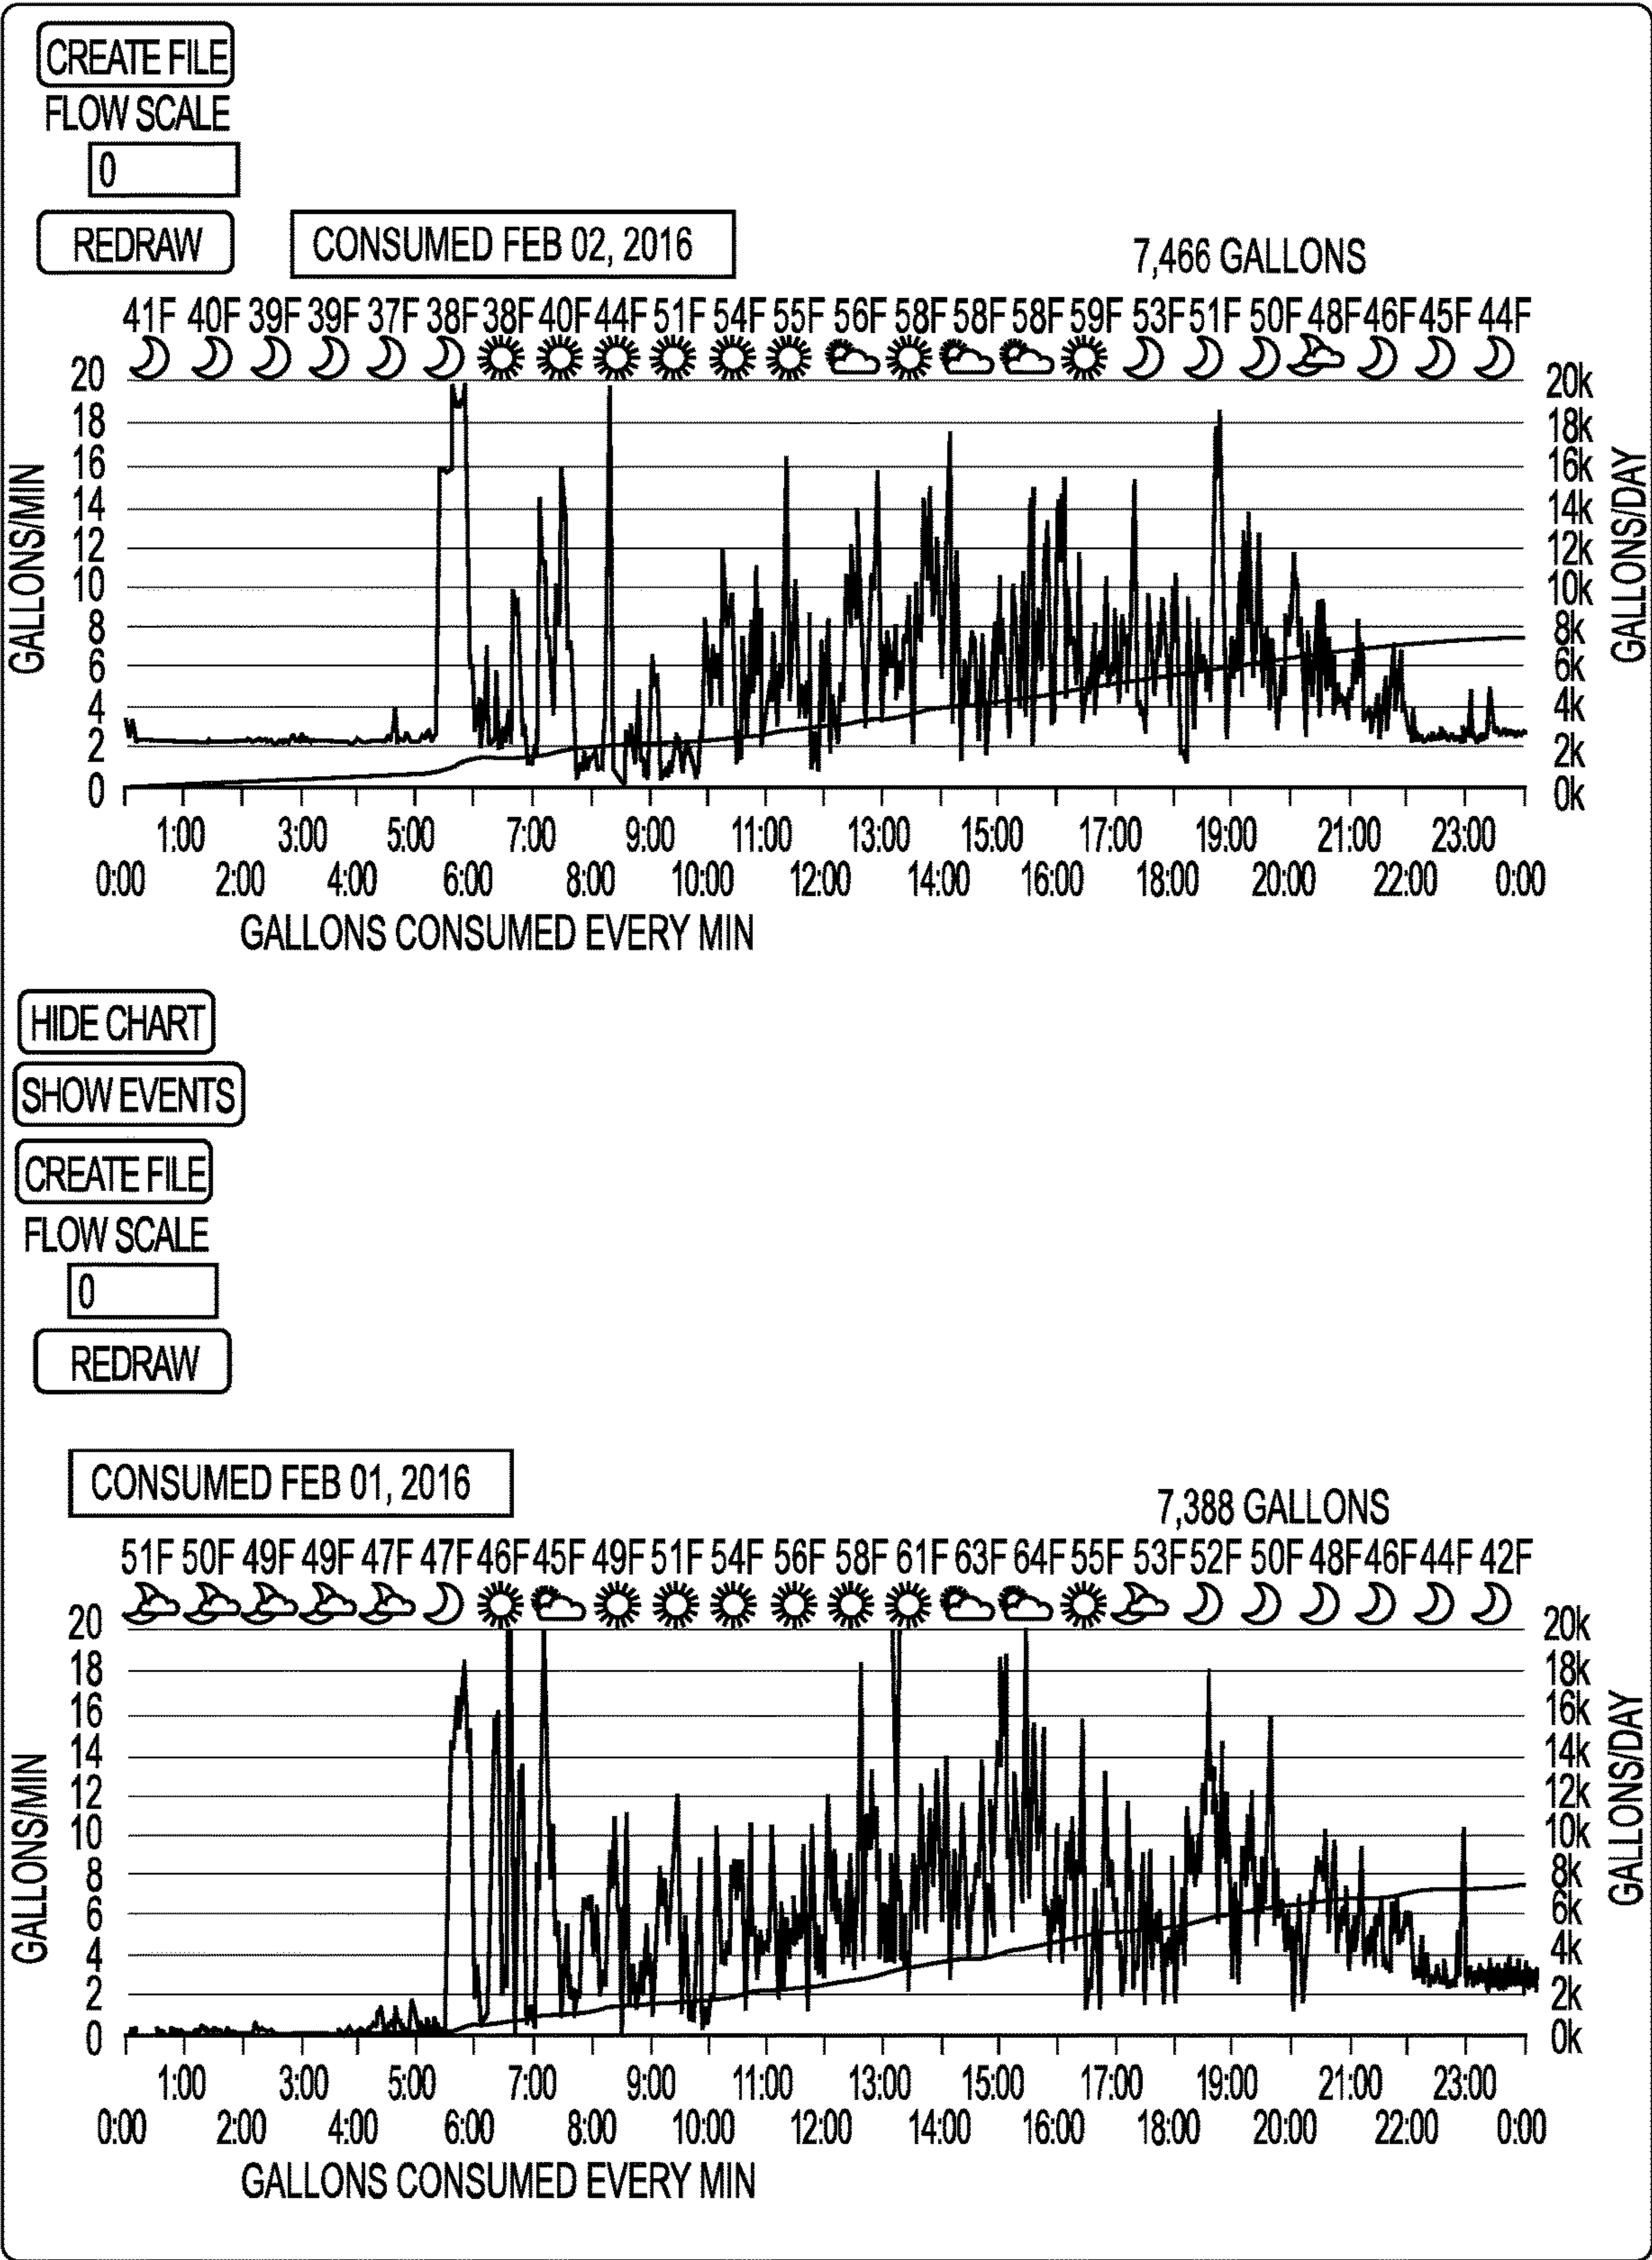 CREATE FILE
FLOW SCALE
0
REDRAW
CONSUMED FEB 02, 2016
7,466 GALLONS
41F 40F 39F 39F 37F 38F 38F 40F 44F 51F 54F 55F 56F 58F 58F 58F 59F 53F 51F 50F 48F 46F 45F 44F
GALLONS/MIN
20
18
16
14
12
10
8
6
4
2
0
20k
18k
16k
14k
12k
10k
8k
6k
4k
2k
0k
GALLONS/DAY
1:00 3:00 5:00 7:00 9:00 11:00 13:00 15:00 17:00 19:00 21:00 23:00
0:00 2:00 4:00 6:00 8:00 10:00 12:00 14:00 16:00 18:00 20:00 22:00 0:00
GALLONS CONSUMED EVERY MIN
HIDE CHART
SHOW EVENTS
CREATE FILE
FLOW SCALE
0
REDRAW
CONSUMED FEB 01, 2016
7,388 GALLONS
51F 50F 49F 49F 47F 47F 46F 45F 49F 51F 54F 56F 58F 61F 63F 64F 55F 53F 52F 50F 48F 46F 44F 42F
GALLONS/MIN
20
18
16
14
12
10
8
6
4
2
0
20k
18k
16k
14k
12k
10k
8k
6k
4k
2k
0k
GALLONS/DAY
1:00 3:00 5:00 7:00 9:00 11:00 13:00 15:00 17:00 19:00 21:00 23:00
0:00 2:00 4:00 6:00 8:00 10:00 12:00 14:00 16:00 18:00 20:00 22:00 0:00
GALLONS CONSUMED EVERY MIN